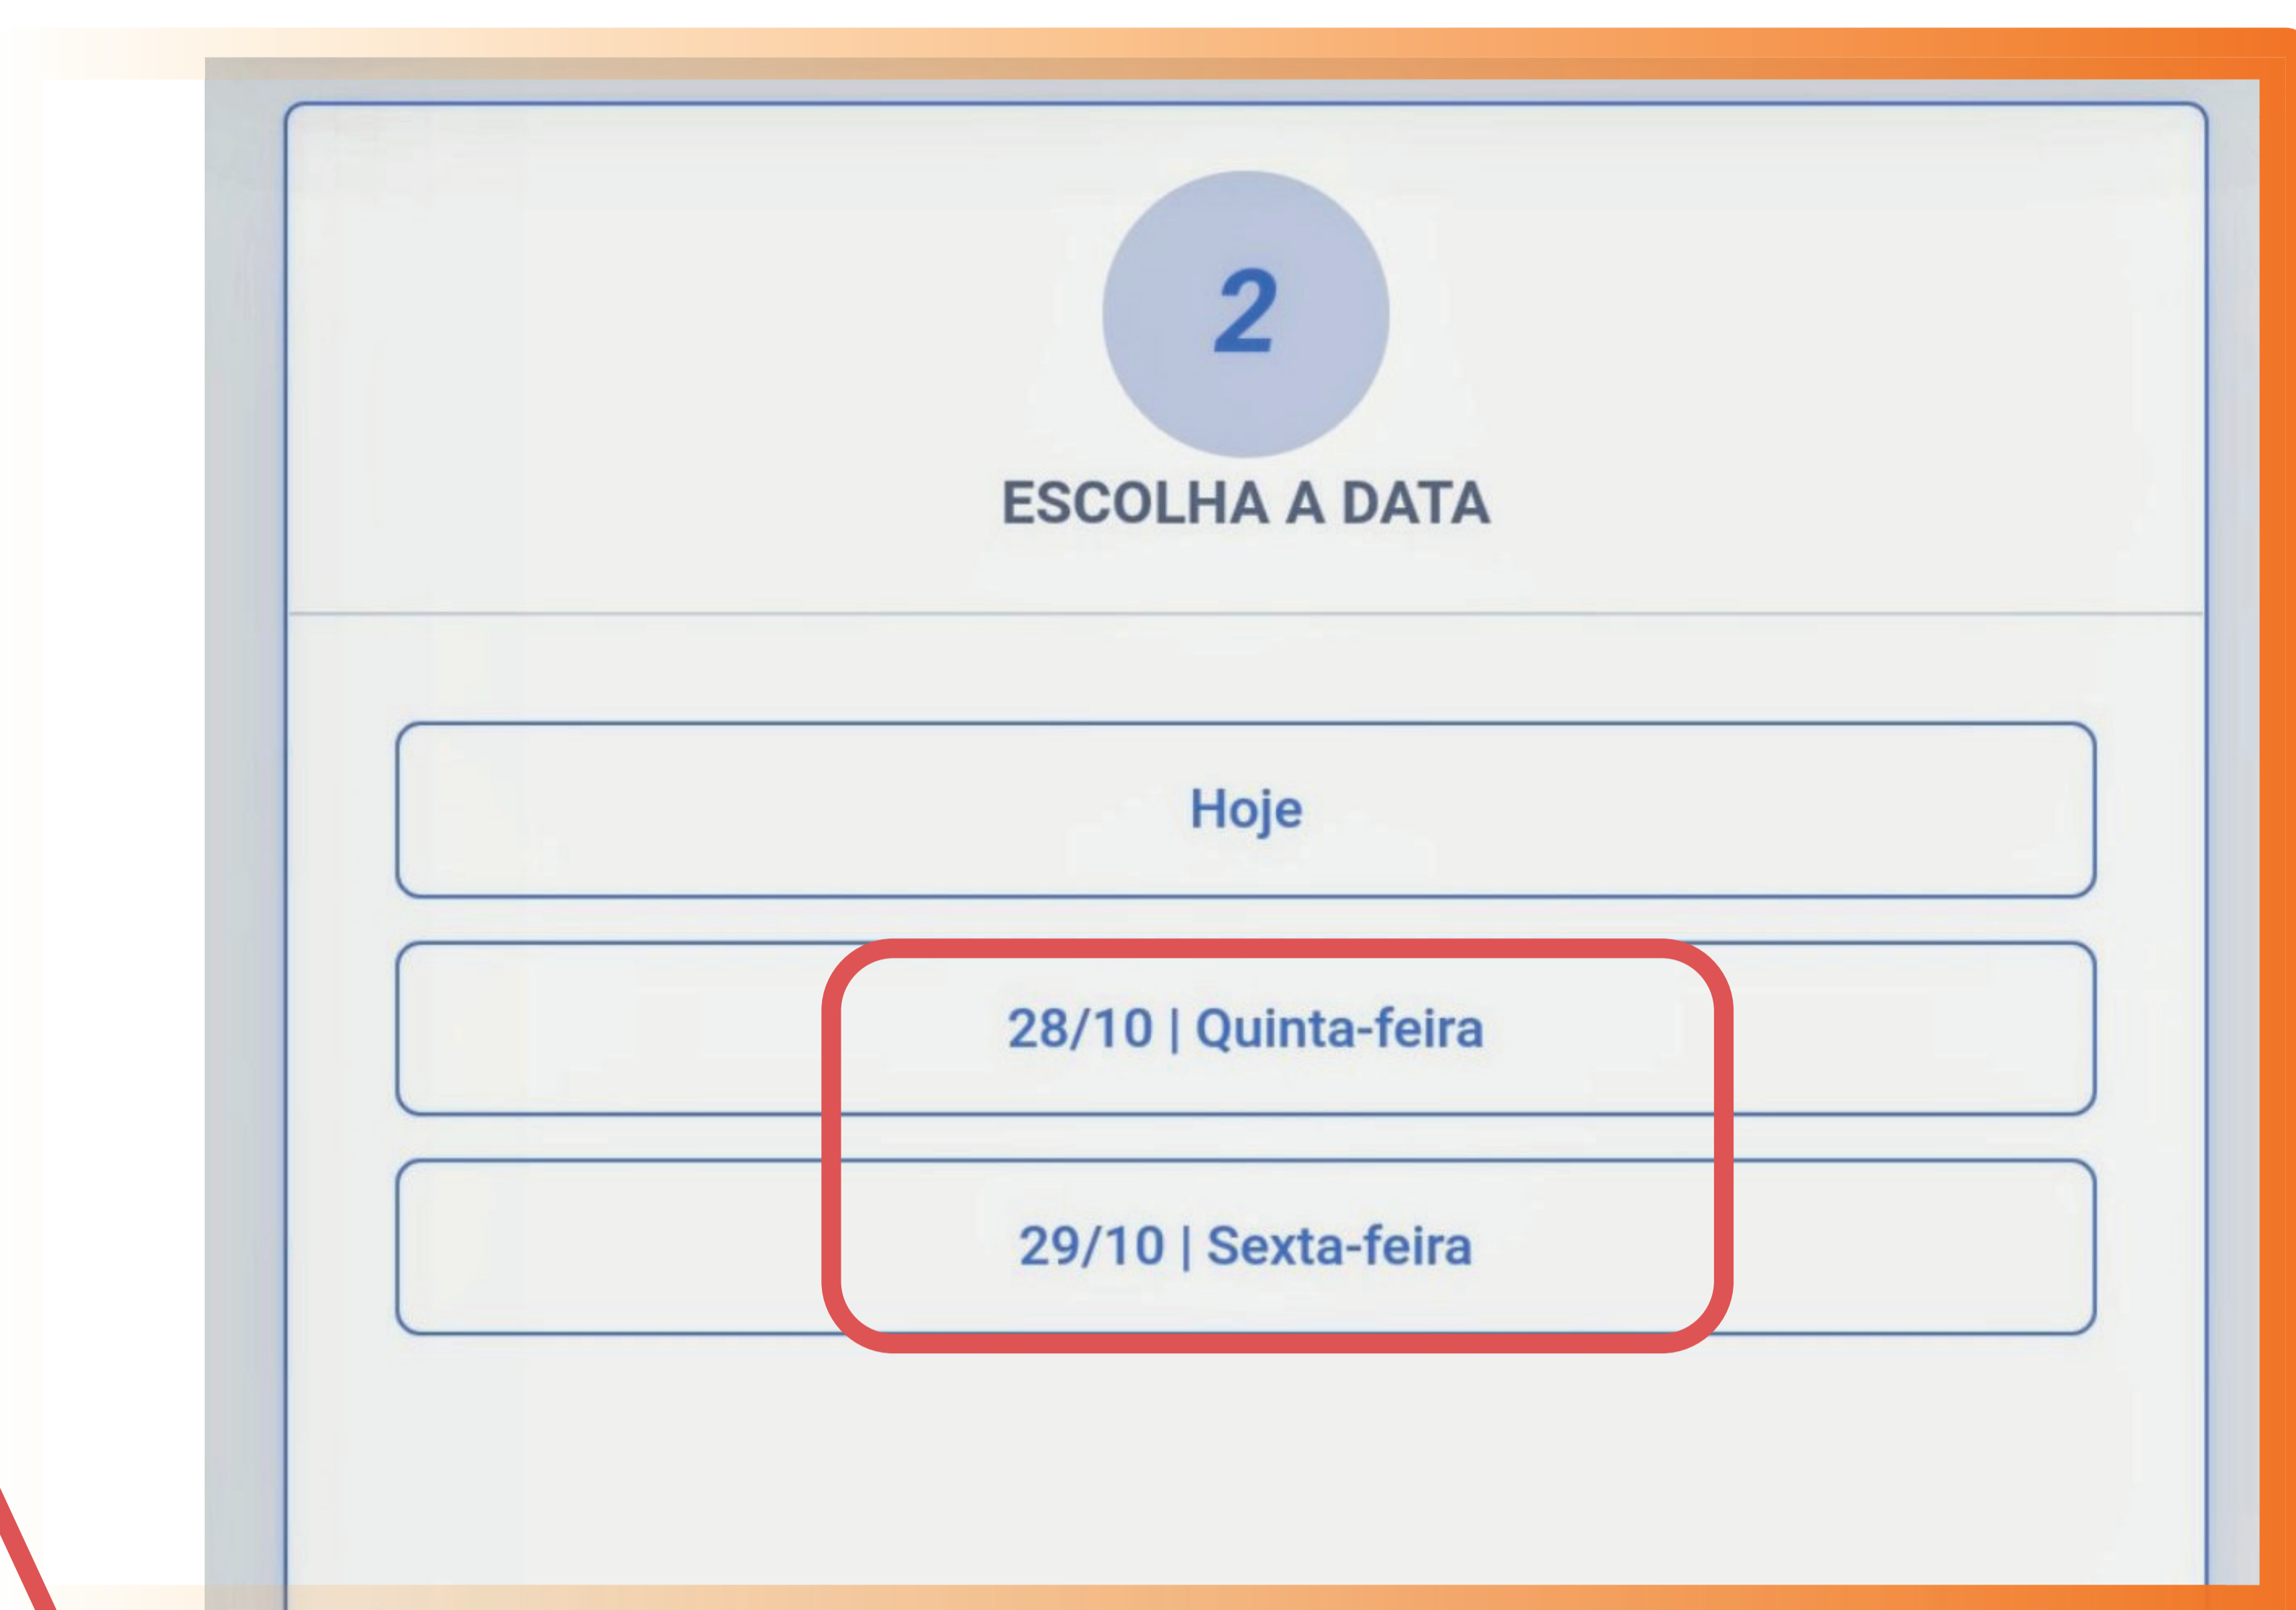 2
ESCOLHA A DATA
Hoje
28/10 | Quinta-feira
29/10 | Sexta-feira